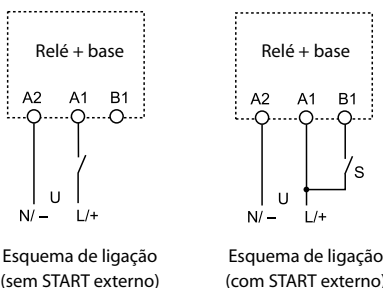 Relé + base
A2 A1 B1
U
N/ – L/+
Esquema de ligação
(sem START externo)
Relé + base
A2 A1 B1
S
U
N/ – L/+
Esquema de ligação
(com START externo)